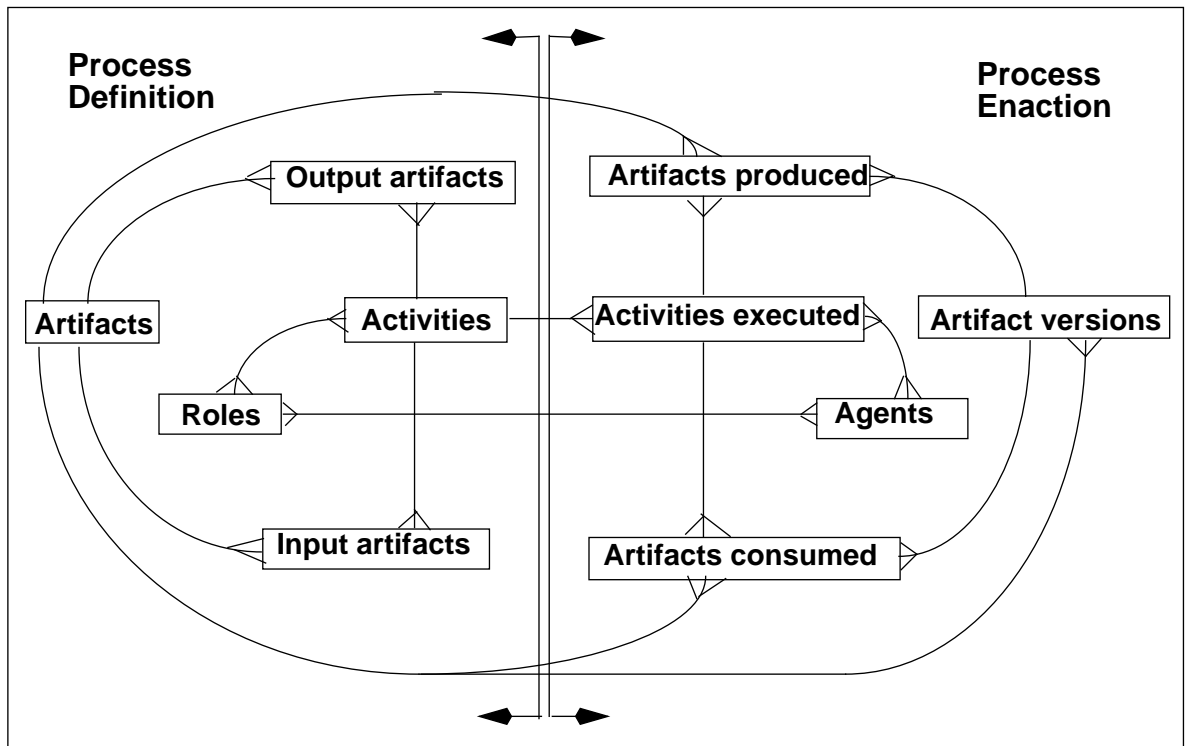 Process
Definition
Process
Enaction
Output artifacts
Artifacts produced
Artifacts
Activities
Activities executed
Artifact versions
Roles
Agents
Input artifacts
Artifacts consumed